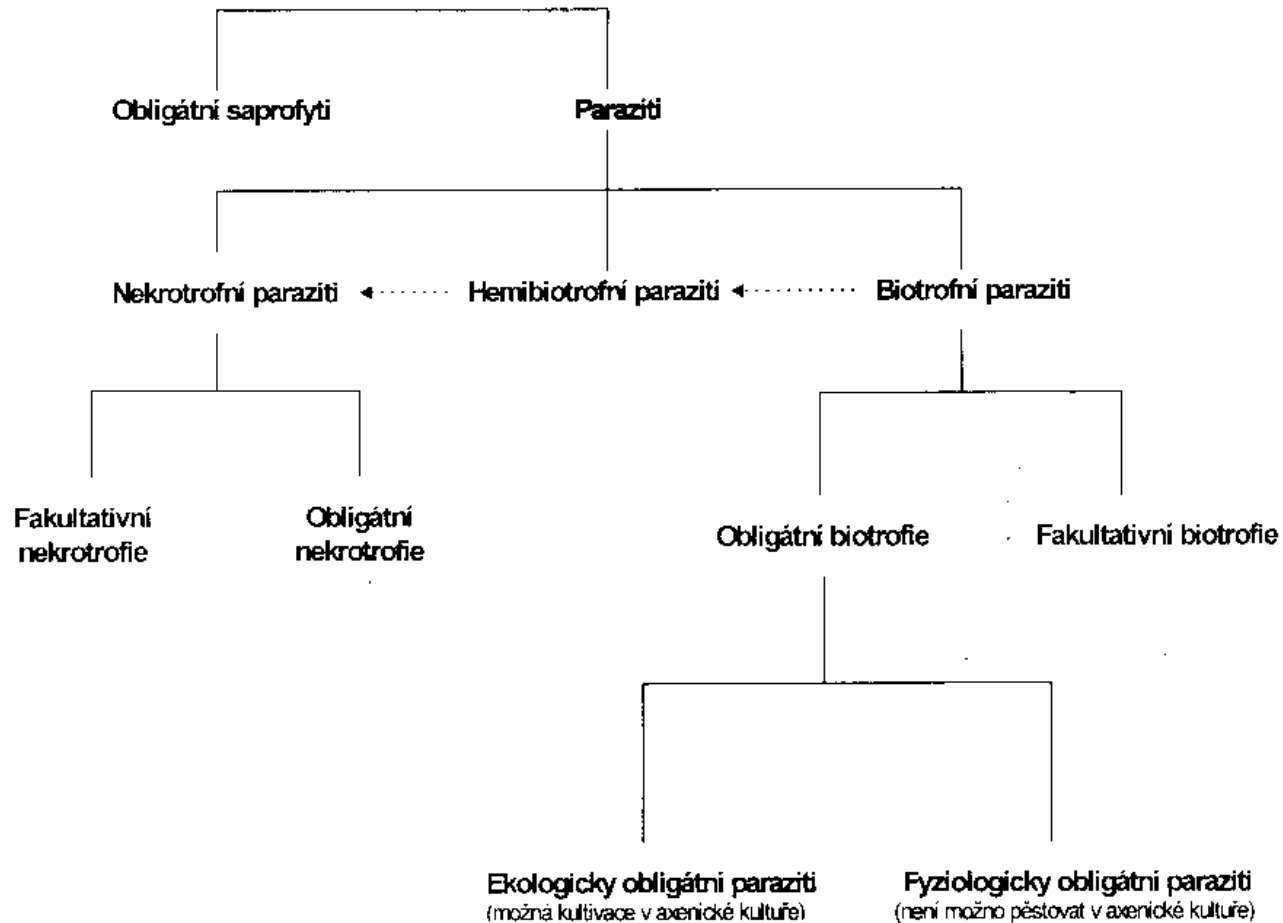 Obligátní saprofyti
Paraziti
Nekrotrofní paraziti
Hemibiotrofní paraziti
Biotrofní paraziti
Fakultativní
nekrotrofie
Obligátní
nekrotrofie
Obligátní biotrofie
Fakultativní biotrofie
Ekologicky obligátní paraziti
(možná kultivace v axenické kultuře)
Fyziologicky obligátní paraziti
(není možno pěstovat v axenické kultuře)